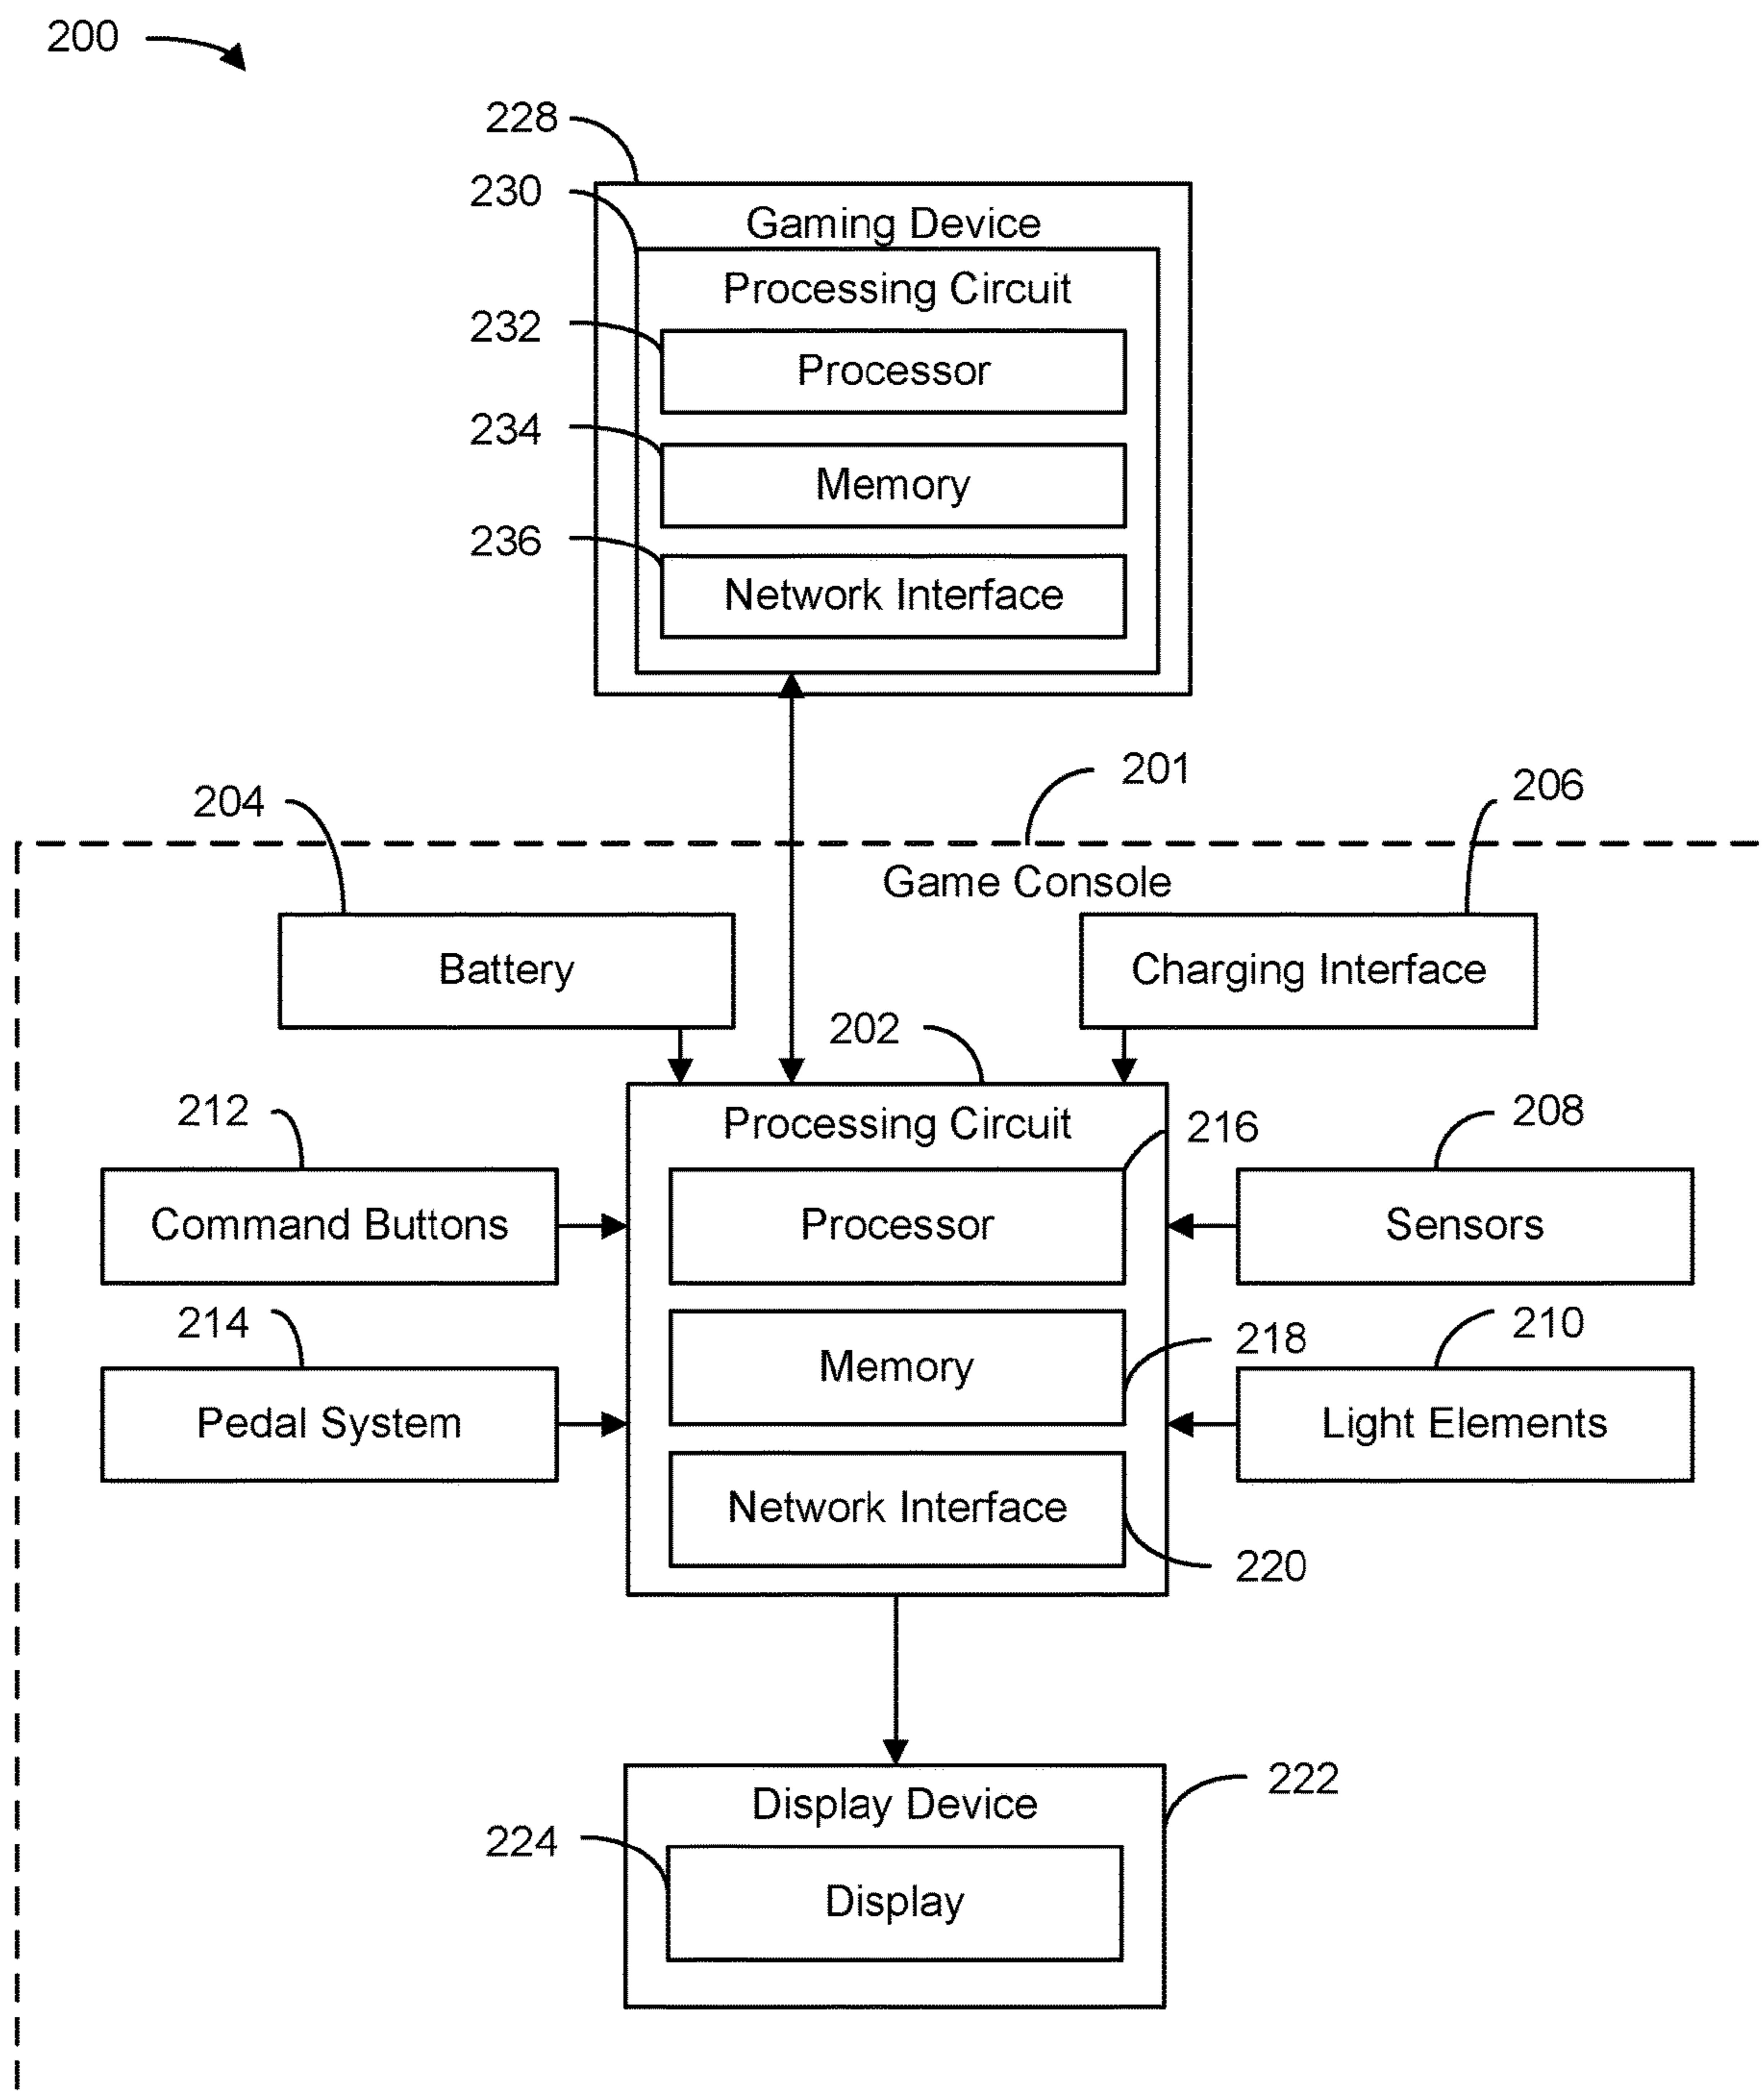 200
228
230
Gaming Device
Processing Circuit
232
Processor
234
Memory
236
Network Interface
201
204
206
Game Console
Battery
Charging Interface
202
212
Processing Circuit
216
208
Command Buttons
Processor
Sensors
214
218
210
Memory
Pedal System
Light Elements
Network Interface
220
222
Display Device
224
Display